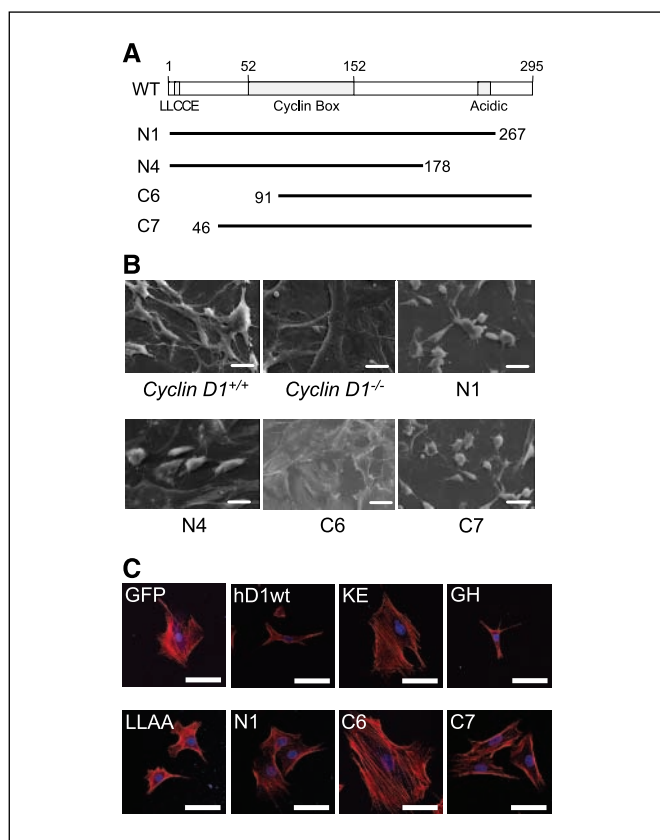 A
1 52 152 295
WT
LLCCE Cyclin Box Acidic
N1 267
N4 178
C6 91
C7 46
B
Cyclin D1+/+ Cyclin D1-/- N1
N4 C6 C7
C
GFP hD1wt KE GH
LLAA N1 C6 C7